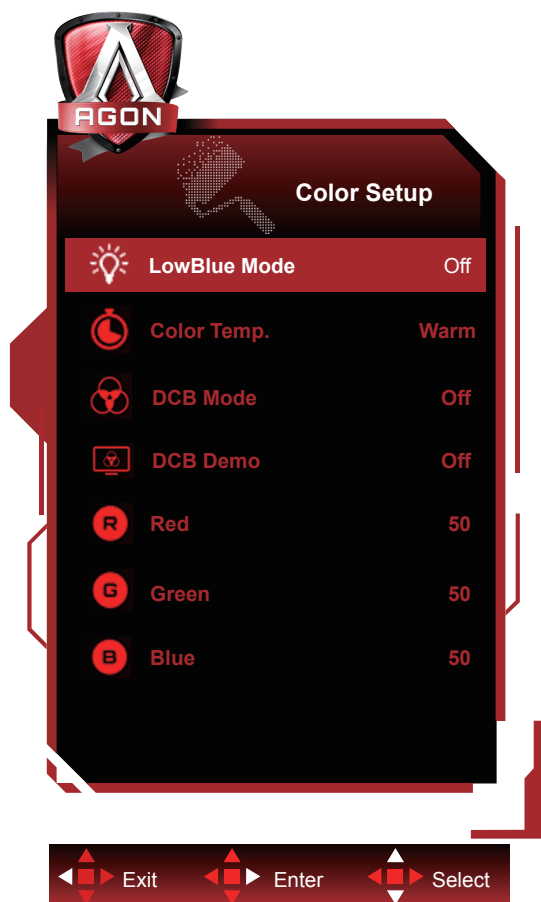 AGON
Color Setup
LowBlue Mode Off
Color Temp. Warm
DCB Mode Off
DCB Demo Off
R Red 50
G Green 50
B Blue 50
Exit Enter Select